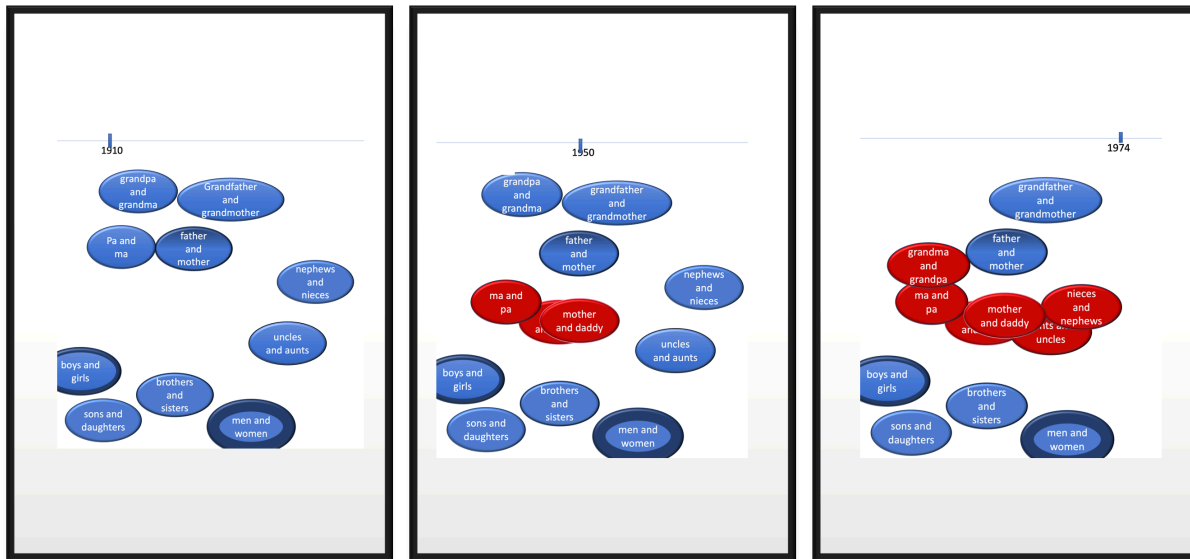 1910
grandpa
and
grandma
Grandfather
and
grandmother
Pa and
ma
father
and
mother
nephews
and
nieces
uncles
and aunts
boys and
girls
brothers
and
sisters
sons and
daughters
men and
women
1950
grandpa
and
grandma
grandfather
and
grandmother
father
and
mother
ma and
pa
mother
and daddy
nephews
and
nieces
uncles
and aunts
boys and
girls
brothers
and
sisters
sons and
daughters
men and
women
1974
grandfather
and
grandmother
father
and
mother
grandma
and
grandpa
ma and
pa
mother
and daddy
nieces
and
nephews
uncles
boys and
girls
brothers
and
sisters
sons and
daughters
men and
women